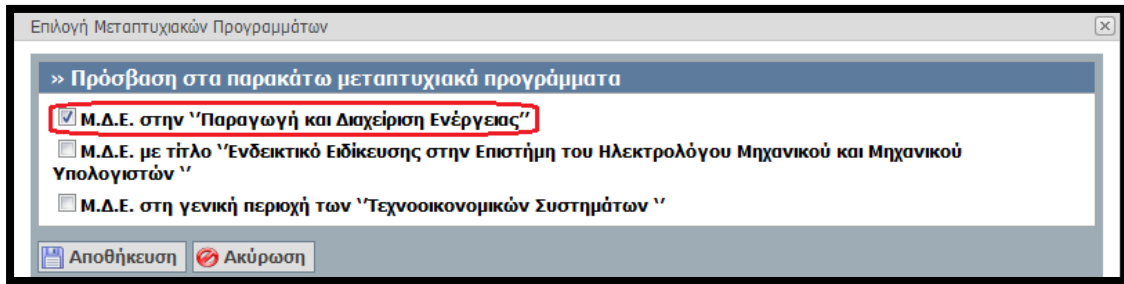 Επιλογή Μεταπτυχιακών Προγραμμάτων
» Πρόσβαση στα παρακάτω μεταπτυχιακά προγράμματα
Μ.Δ.Ε. στην ‘’Παραγωγή και Διαχείριση Ενέργειας’’
Μ.Δ.Ε. με τίτλο ‘’Ενδεικτικό Ειδίκευσης στην Επιστήμη του Ηλεκτρολόγου Μηχανικού και Μηχανικού
Υπολογιστών ‘’
Μ.Δ.Ε. στη γενική περιοχή των ‘’Τεχνοοικονομικών Συστημάτων ‘’
Αποθήκευση Ακύρωση